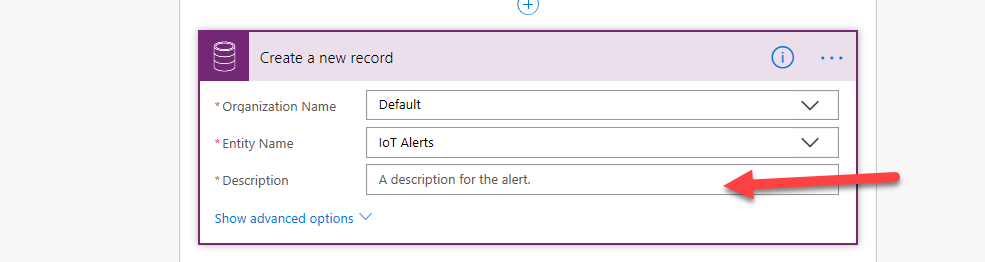 Create a new record
* Organization Name Default
* Entity Name IoT Alerts
* Description A description for the alert.
Show advanced options